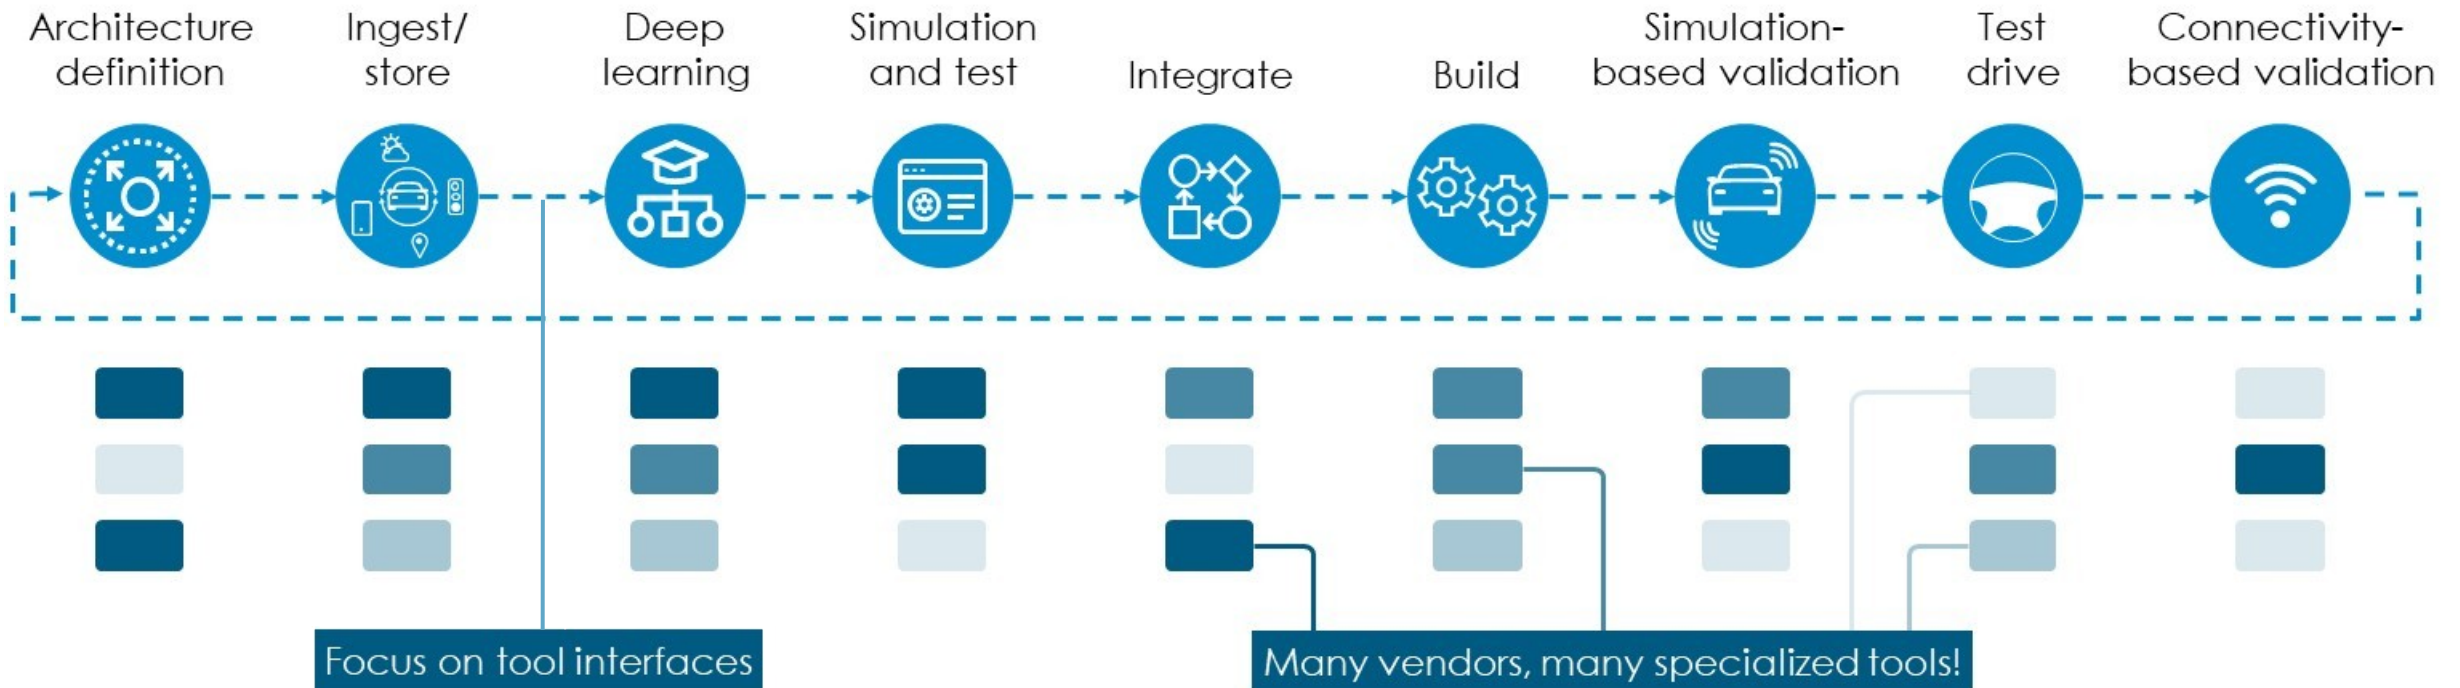 Architecture
definition
Ingest/
store
Deep
learning
Simulation
and test
Integrate
Build
Simulation-
based validation
Test
drive
Connectivity-
based validation
Focus on tool interfaces
Many vendors, many specialized tools!